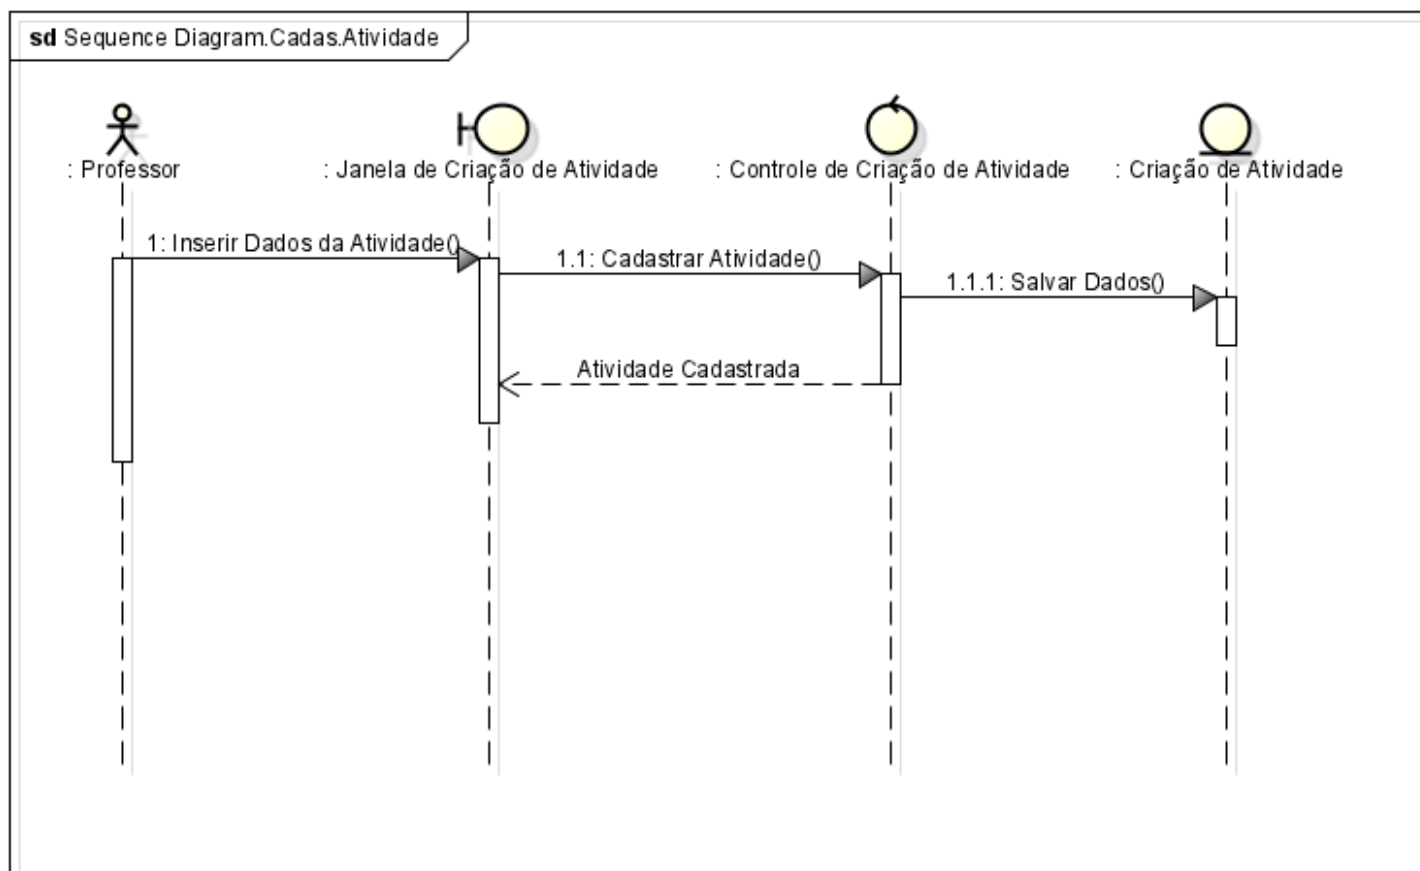 sd Sequence Diagram.Cadas.Atividade
: Professor
: Janela de Criação de Atividade
: Controle de Criação de Atividade
: Criação de Atividade
1: Inserir Dados da Atividade()
1.1: Cadastrar Atividade()
1.1.1: Salvar Dados()
Atividade Cadastrada